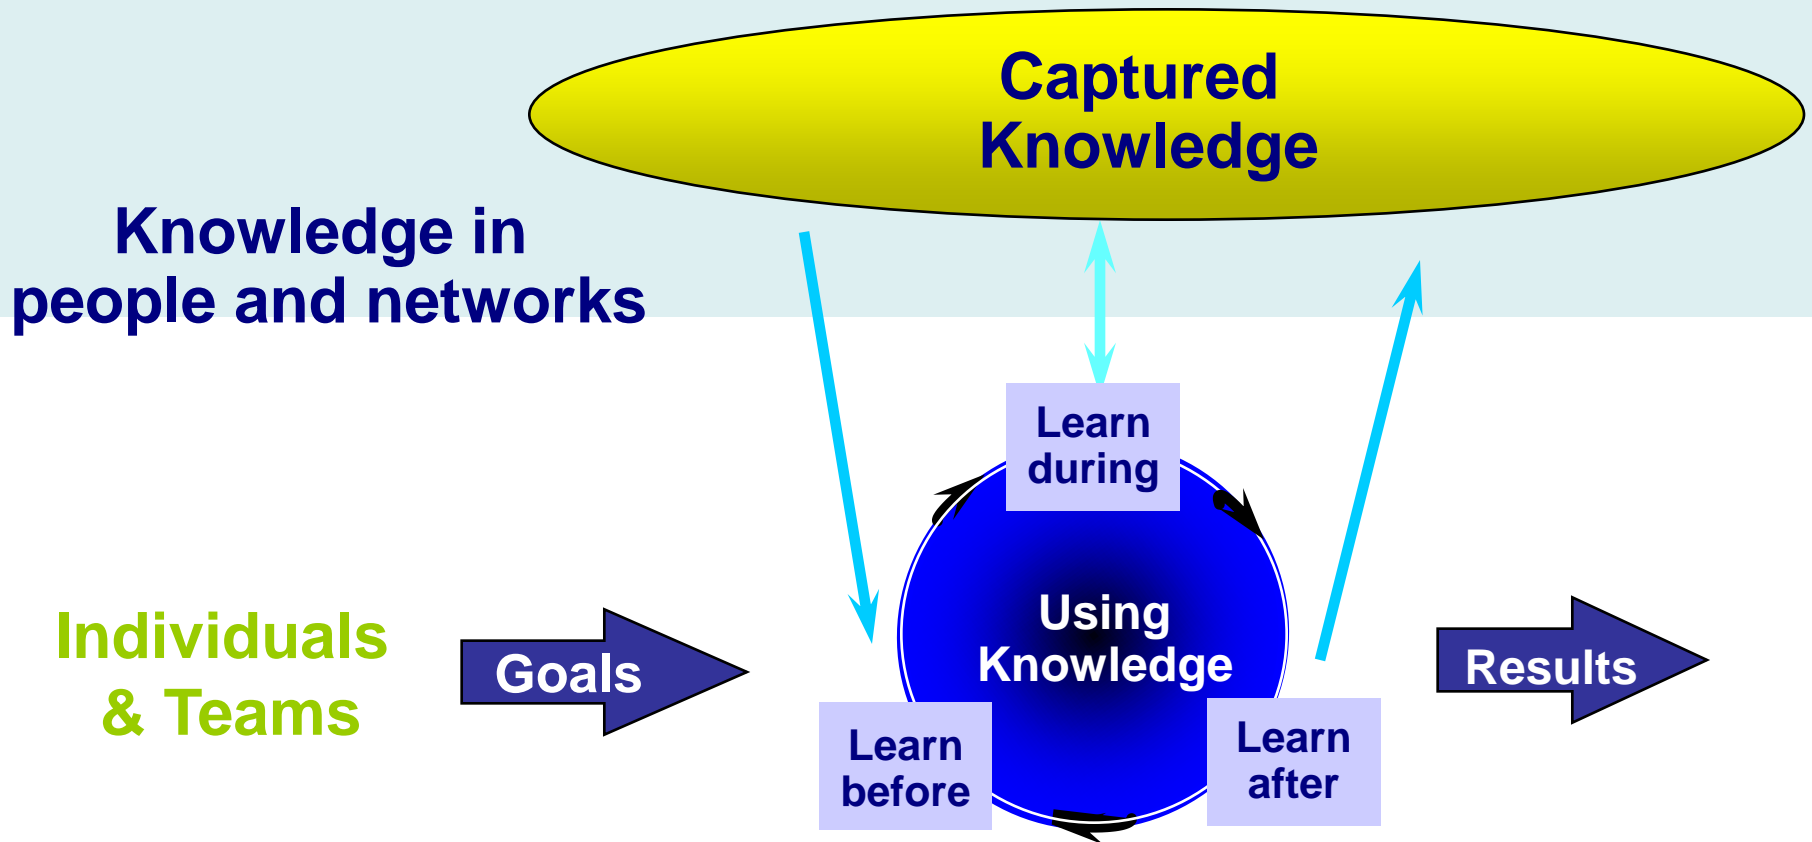 Captured
Knowledge
Knowledge in
people and networks
Learn
during
Using
Knowledge
Individuals
& Teams
Goals
Results
Learn
before
Learn
after